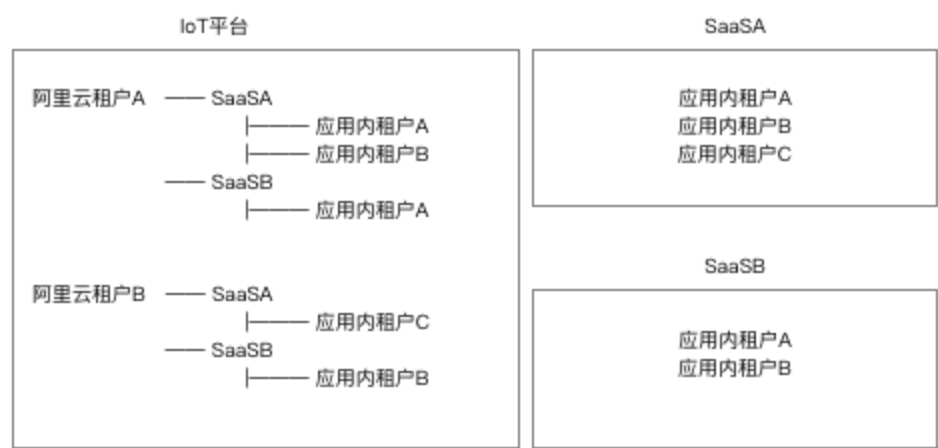 IoT平台
阿里云租户A —— SaaSA
|——— 应用内租户A
|——— 应用内租户B
—— SaaSB
|——— 应用内租户A
阿里云租户B —— SaaSA
|——— 应用内租户C
—— SaaSB
|——— 应用内租户B
SaaSA
应用内租户A
应用内租户B
应用内租户C
SaaSB
应用内租户A
应用内租户B